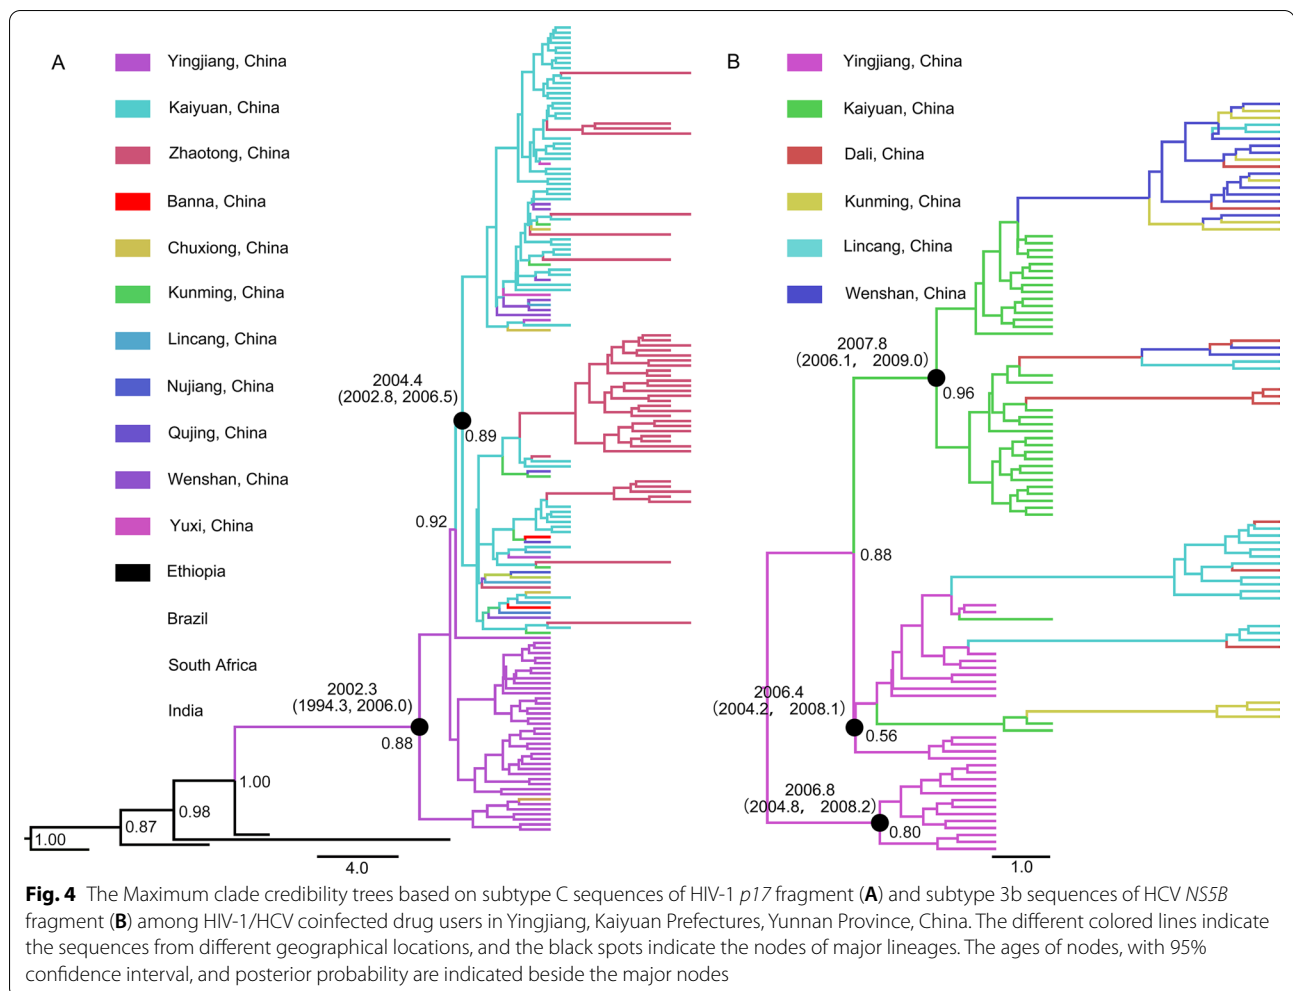 A
Yingjiang, China
Kaiyuan, China
Zhaotong, China
Banna, China
Chuxiong, China
Kunming, China
Lincang, China
Nujiang, China
Qujing, China
Wenshan, China
Yuxi, China
Ethiopia
Brazil
South Africa
India
2004.4
(2002.8, 2006.5)
0.89
0.92
2002.3
(1994.3, 2006.0)
0.88
1.00
0.98
0.87
1.00
4.0
B
Yingjiang, China
Kaiyuan, China
Dali, China
Kunming, China
Lincang, China
Wenshan, China
2007.8
(2006.1, 2009.0)
0.96
0.88
2006.4
(2004.2, 2008.1)
0.56
2006.8
(2004.8, 2008.2)
0.80
1.0
Fig. 4 The Maximum clade credibility trees based on subtype C sequences of HIV-1 p17 fragment (A) and subtype 3b sequences of HCV NS5B
fragment (B) among HIV-1/HCV coinfected drug users in Yingjiang, Kaiyuan Prefectures, Yunnan Province, China. The different colored lines indicate
the sequences from different geographical locations, and the black spots indicate the nodes of major lineages. The ages of nodes, with 95%
confidence interval, and posterior probability are indicated beside the major nodes